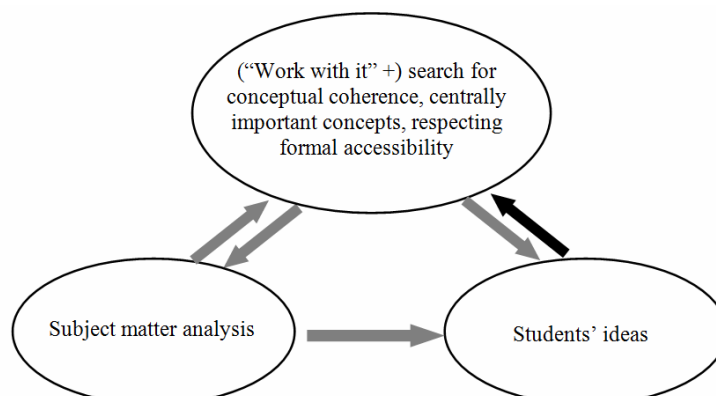 (“Work with it” +) search for
conceptual coherence, centrally
important concepts, respecting
formal accessibility
Subject matter analysis
Students’ ideas